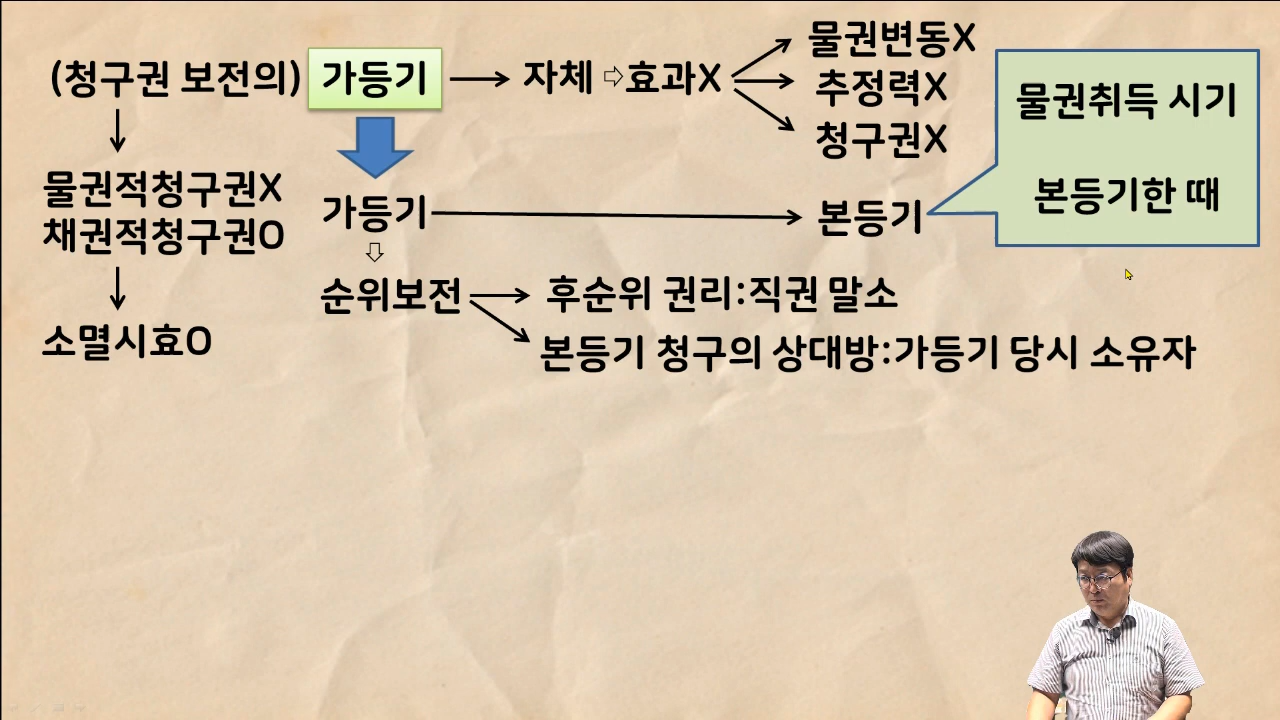 (청구권 보전의) 가등기 → 자체 ⇨효과X
물권변동X
추정력X
청구권X
물권취득 시기
본등기한 때
물권적청구권X
채권적청구권O
소멸시효O
가등기 → 본등기
순위보전 → 후순위 권리:직권 말소
본등기 청구의 상대방:가등기 당시 소유자